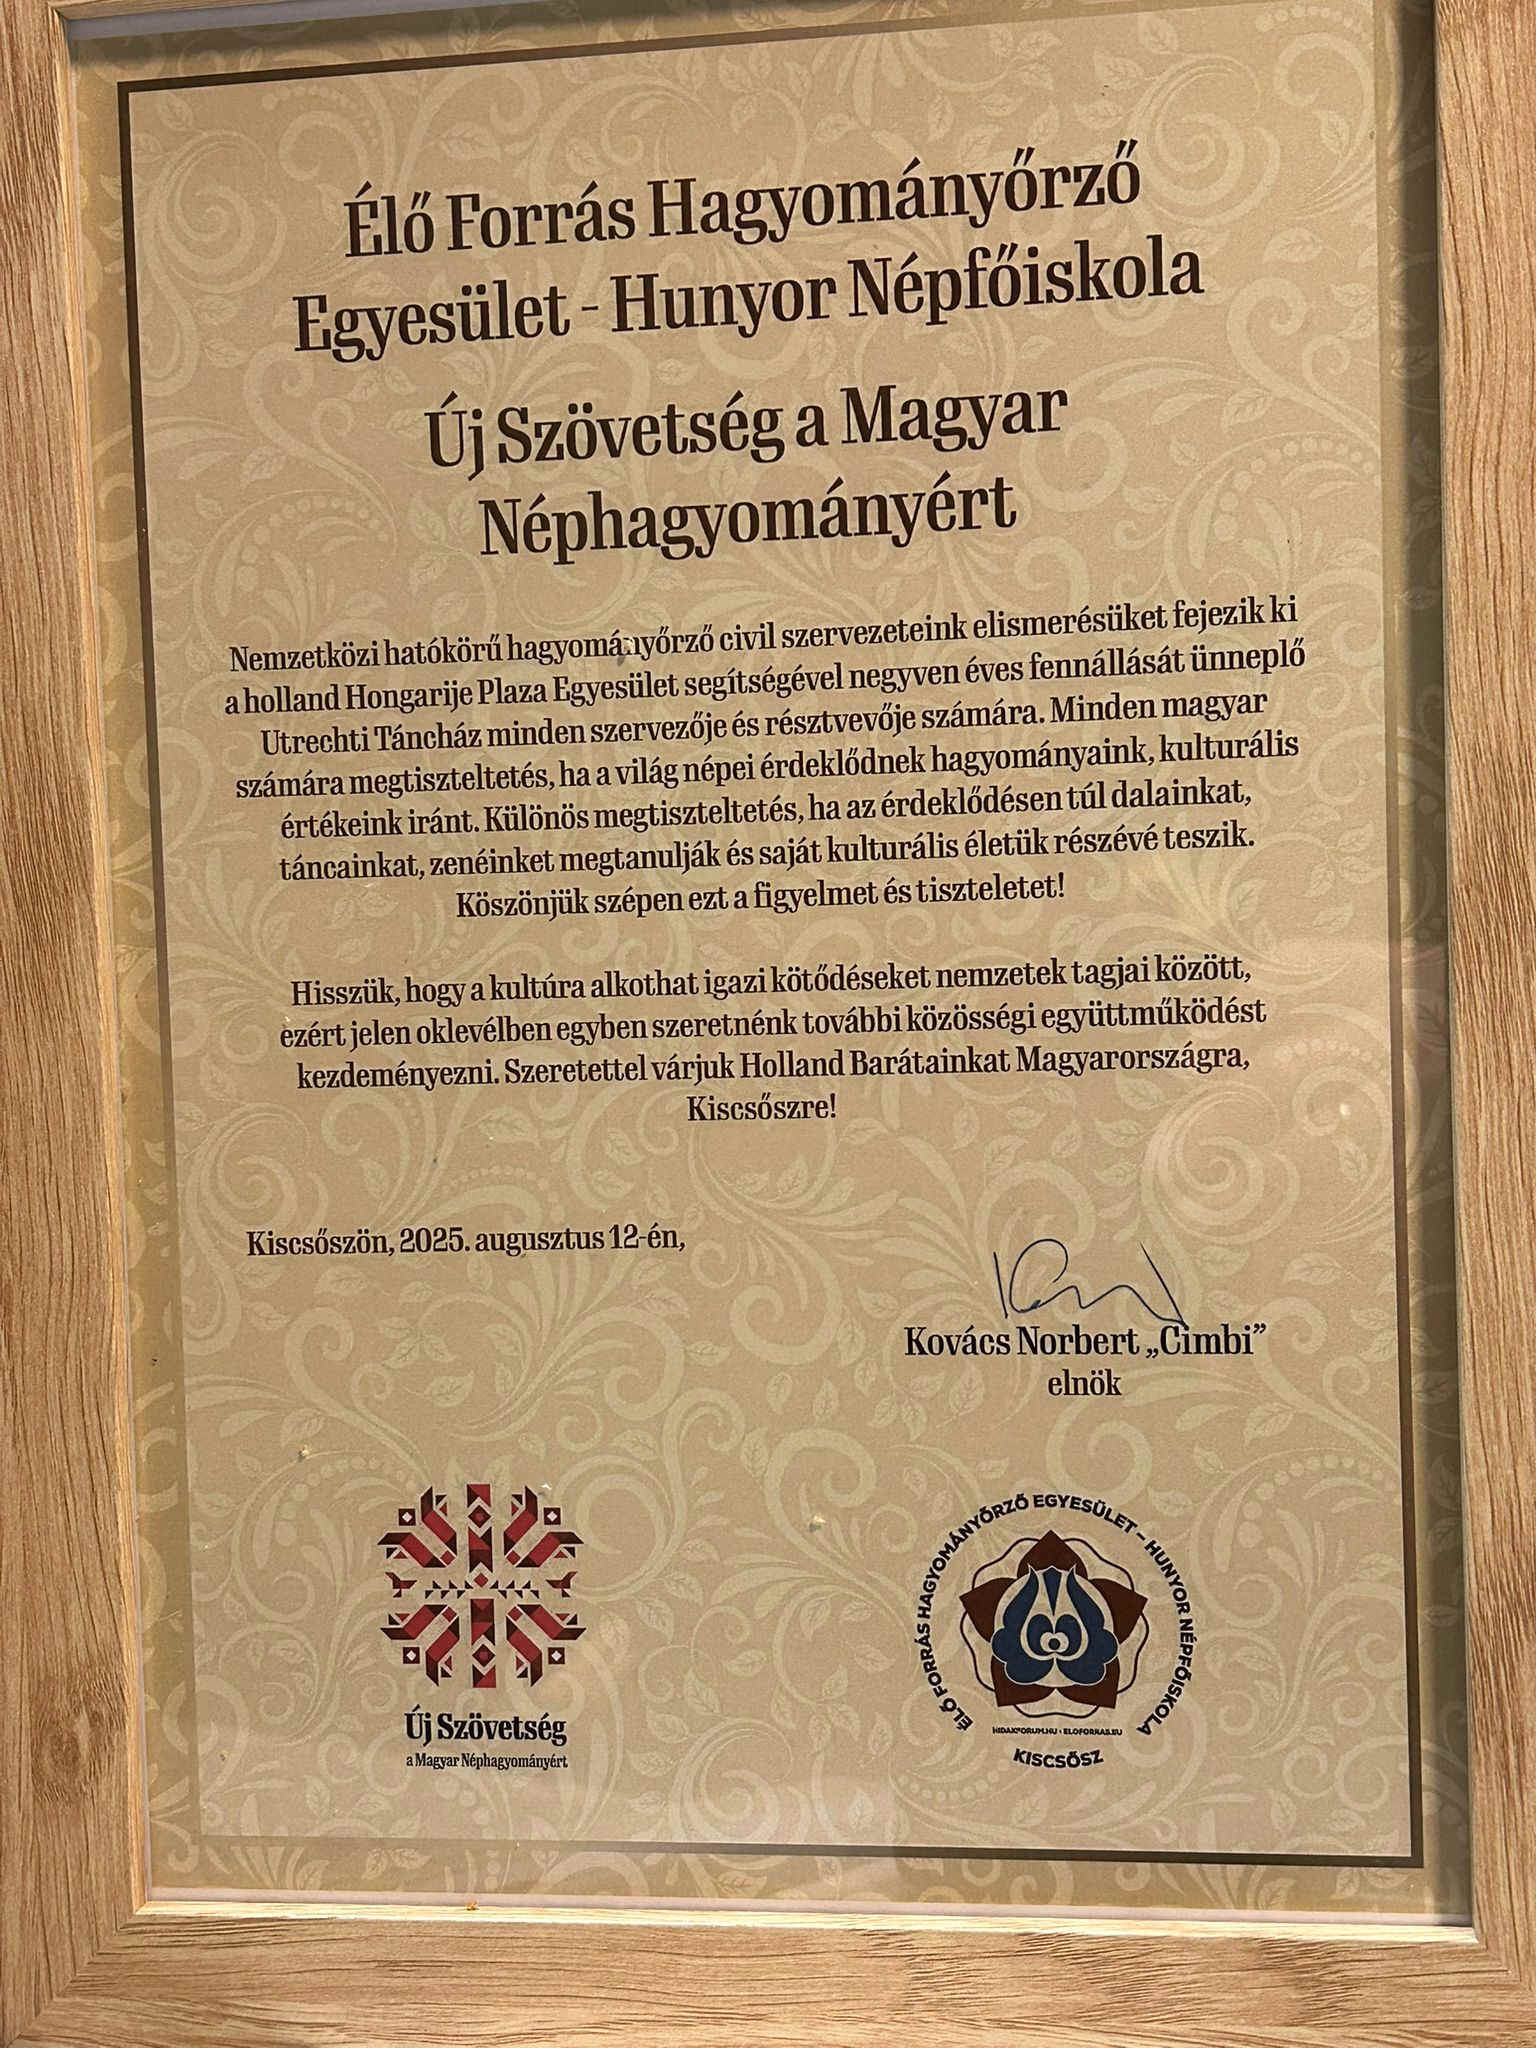 Élő Forrás Hagyományőrző
Egyesület - Hunyor Népfőiskola
Új Szövetség a Magyar
Néphagyományért
Nemzetközi hatókörű hagyományőrző civil szervezeteink elismerésüket fejezik ki
a holland Hongarije Plaza Egyesület segítségével negyven éves fennállását ünneplő
Utrechti Táncház minden szervezője és résztvevője számára. Minden magyar
számára megtiszteltetés, ha a világ népei érdeklődnek hagyományaink, kulturális
értékeink iránt. Különös megtiszteltetés, ha az érdeklődésen túl dalainkat,
táncainkat, zenéinket megtanulják és saját kulturális életük részévé teszik.
Köszönjük szépen ezt a figyelmet és tiszteletet!
Hisszük, hogy a kultúra alkothat igazi kötődéseket nemzetek tagjai között,
ezért jelen oklevélben egyben szeretnénk további közösségi együttműködést
kezdeményezni. Szeretettel várjuk Holland Barátainkat Magyarországra,
Kiscsőszre!
Kiscsőszön, 2025. augusztus 12-én,
Kovács Norbert „Cimbi”
elnök
Új Szövetség
a Magyar Néphagyományért
ÉLŐ FORRÁS HAGYOMÁNYŐRZŐ EGYESÜLET – HUNYOR NÉPFŐISKOLA
HIDAKFORUM.HU • ELOFORRAS.EU
KISCSŐSZ